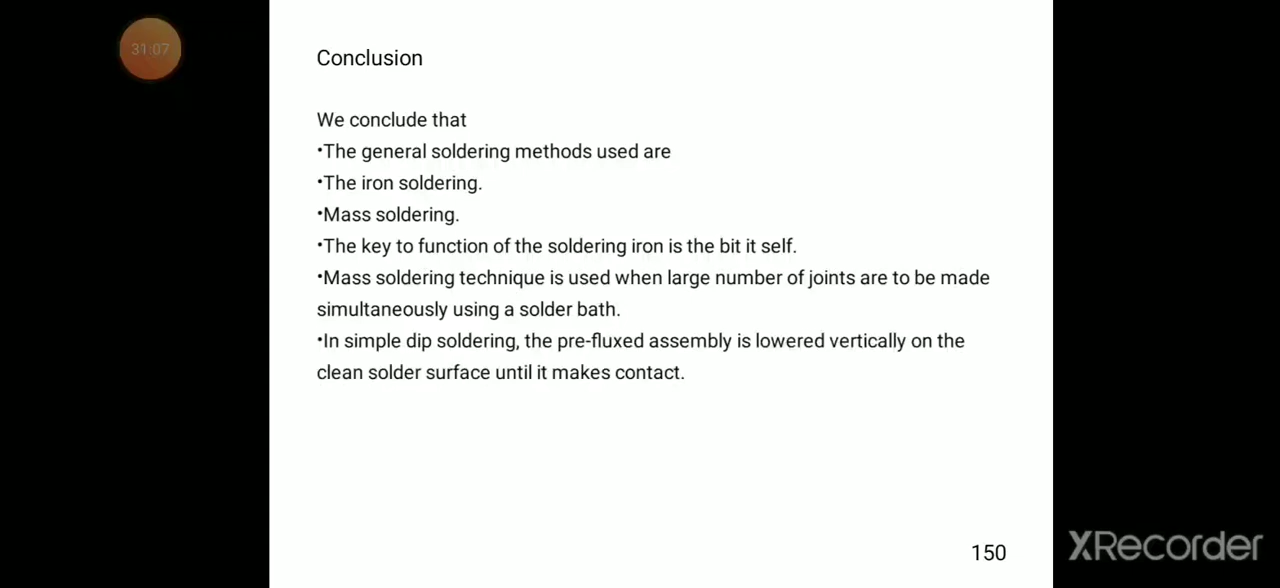 31:07
Conclusion
We conclude that
•The general soldering methods used are
•The iron soldering.
•Mass soldering.
•The key to function of the soldering iron is the bit it self.
•Mass soldering technique is used when large number of joints are to be made
simultaneously using a solder bath.
•In simple dip soldering, the pre-fluxed assembly is lowered vertically on the
clean solder surface until it makes contact.
150
XRecorder